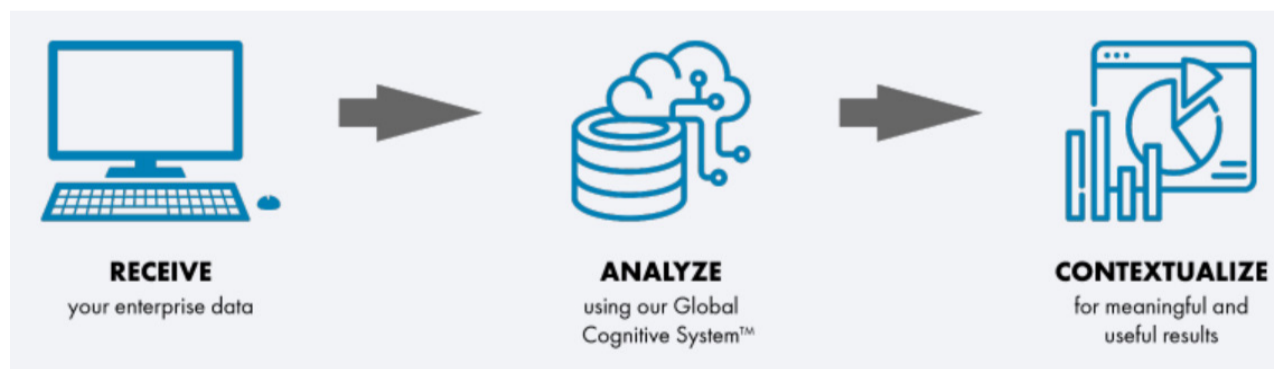 RECEIVE
your enterprise data
ANALYZE
using our Global
Cognitive System™
CONTEXTUALIZE
for meaningful and
useful results